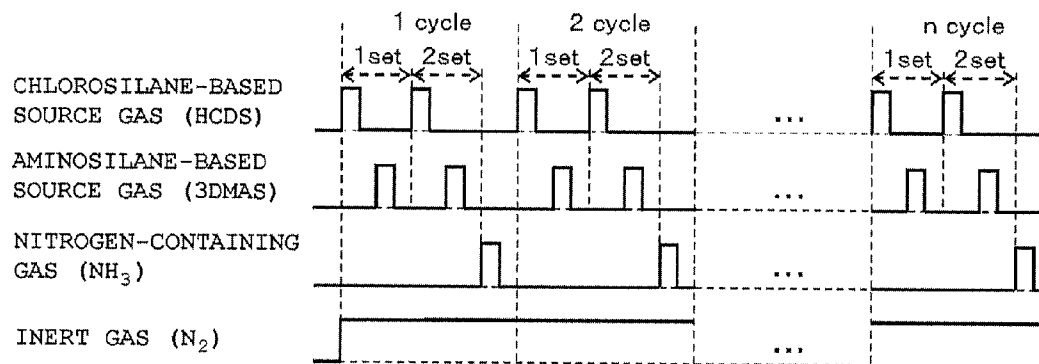 1 cycle 2 cycle n cycle
1set 2set 1set 2set 1set 2set
CHLOROSILANE-BASED
SOURCE GAS (HCDS)
...
AMINOSILANE-BASED
SOURCE GAS (3DMAS)
...
NITROGEN-CONTAINING
GAS (NH₃)
...
INERT GAS (N₂)
...